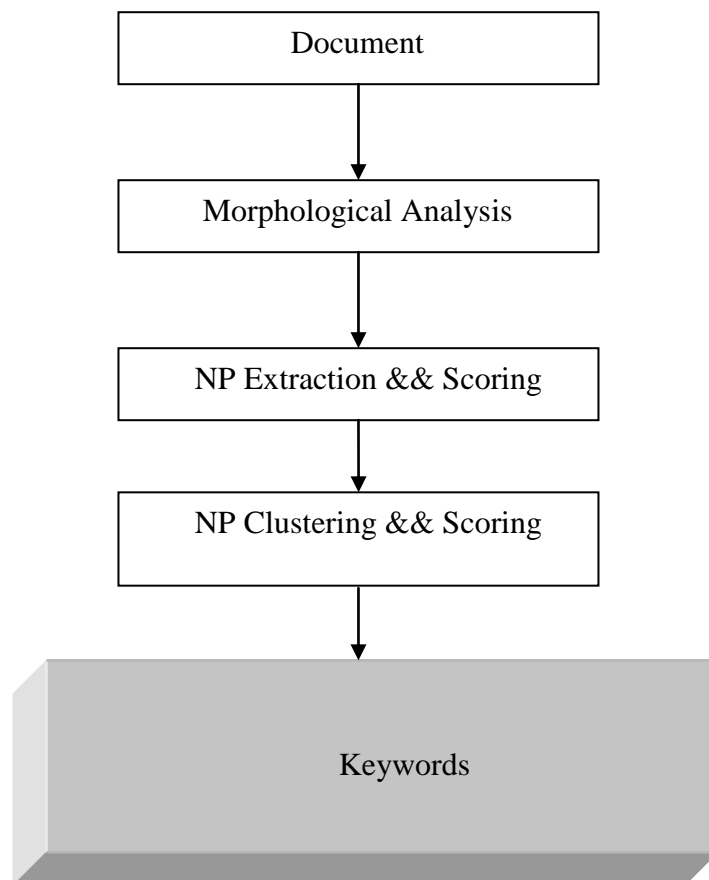 Document
Morphological Analysis
NP Extraction && Scoring
NP Clustering && Scoring
Keywords